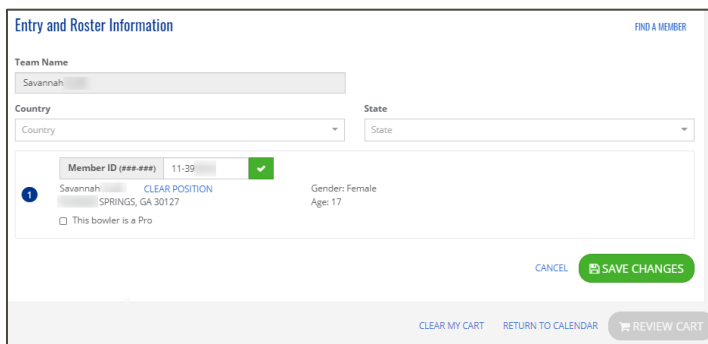 Entry and Roster Information
FIND A MEMBER
Team Name
Savannah
Country
State
Country
State
Member ID (###-###) 11-39
1
Savannah CLEAR POSITION
SPRINGS, GA 30127
Gender: Female
Age: 17
This bowler is a Pro
CANCEL SAVE CHANGES
CLEAR MY CART RETURN TO CALENDAR REVIEW CART